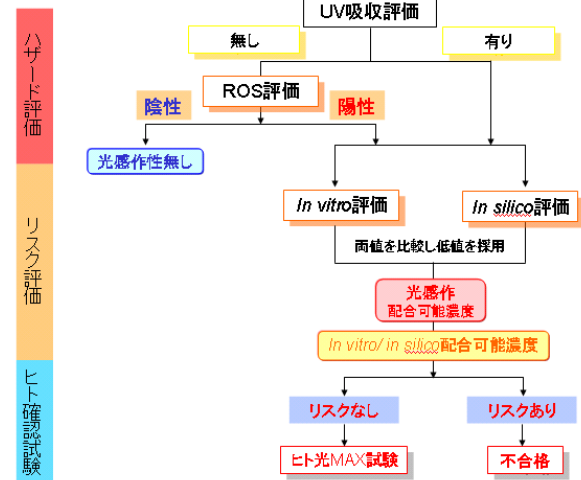 UV吸収評価
無し
有り
ハザード評価
ROS評価
陰性
陽性
光感作性無し
リスク評価
In vitro評価
In silico評価
両値を比較し低値を採用
光感作
配合可能濃度
In vitro/in silico配合可能濃度
ヒト確認試験
リスクなし
リスクあり
ヒト光MAX試験
不合格